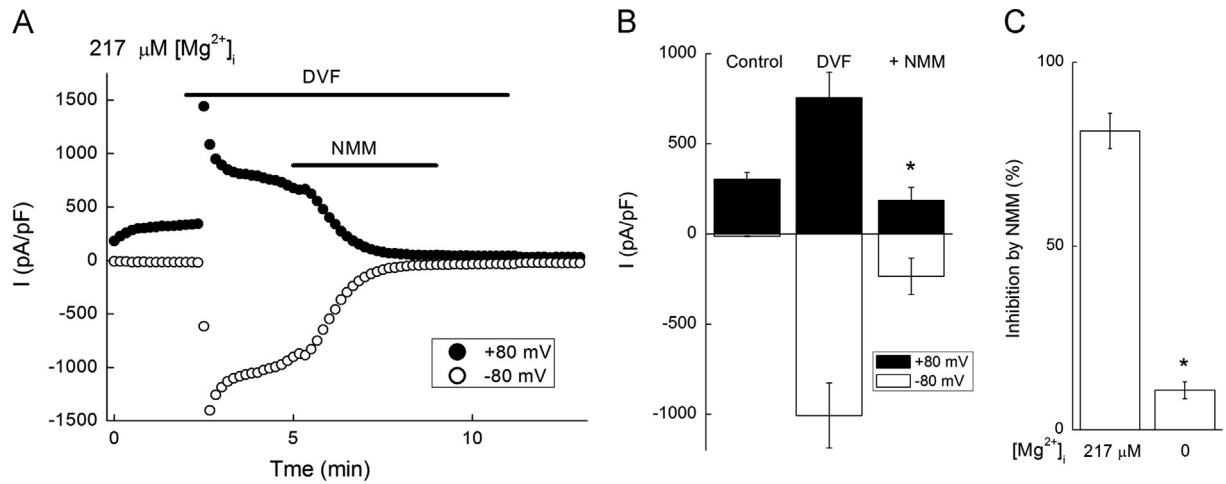 A
217 μM [Mg²⁺]ᵢ
DVF
NMM
1500
1000
500
0
-500
-1000
-1500
I (pA/pF)
+80 mV
-80 mV
0
5
10
Tme (min)
B
1000
500
0
-500
-1000
I (pA/pF)
Control
DVF
+ NMM
*
+80 mV
-80 mV
C
100
50
0
Inhibition by NMM (%)
*
[Mg²⁺]ᵢ 217 μM 0